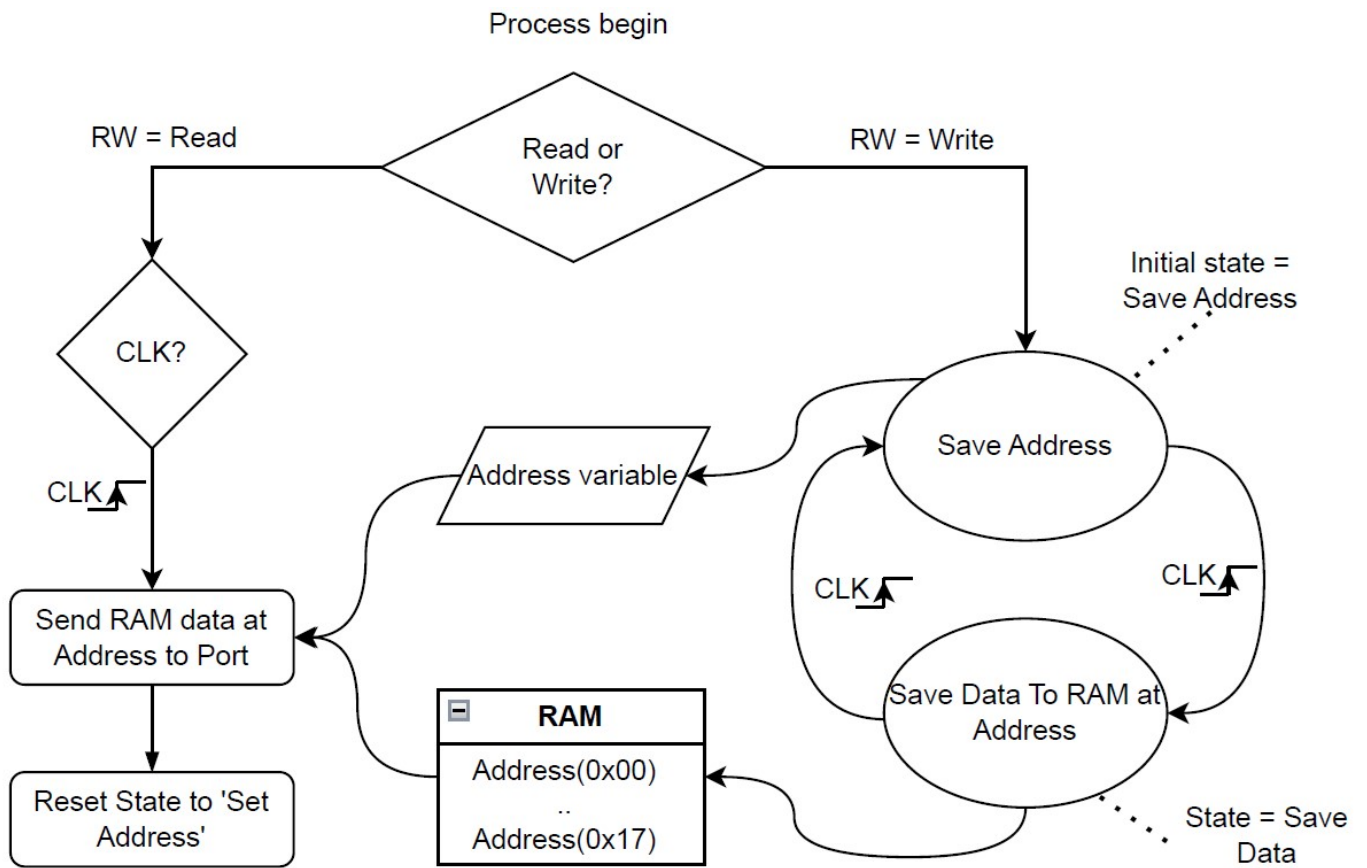 Process begin
RW = Read
Read or
Write?
RW = Write
Initial state =
Save Address
CLK?
Save Address
Address variable
CLK
CLK
CLK
Send RAM data at
Address to Port
Save Data To RAM at
Address
RAM
Address(0x00)
..
Address(0x17)
Reset State to 'Set
Address'
State = Save
Data